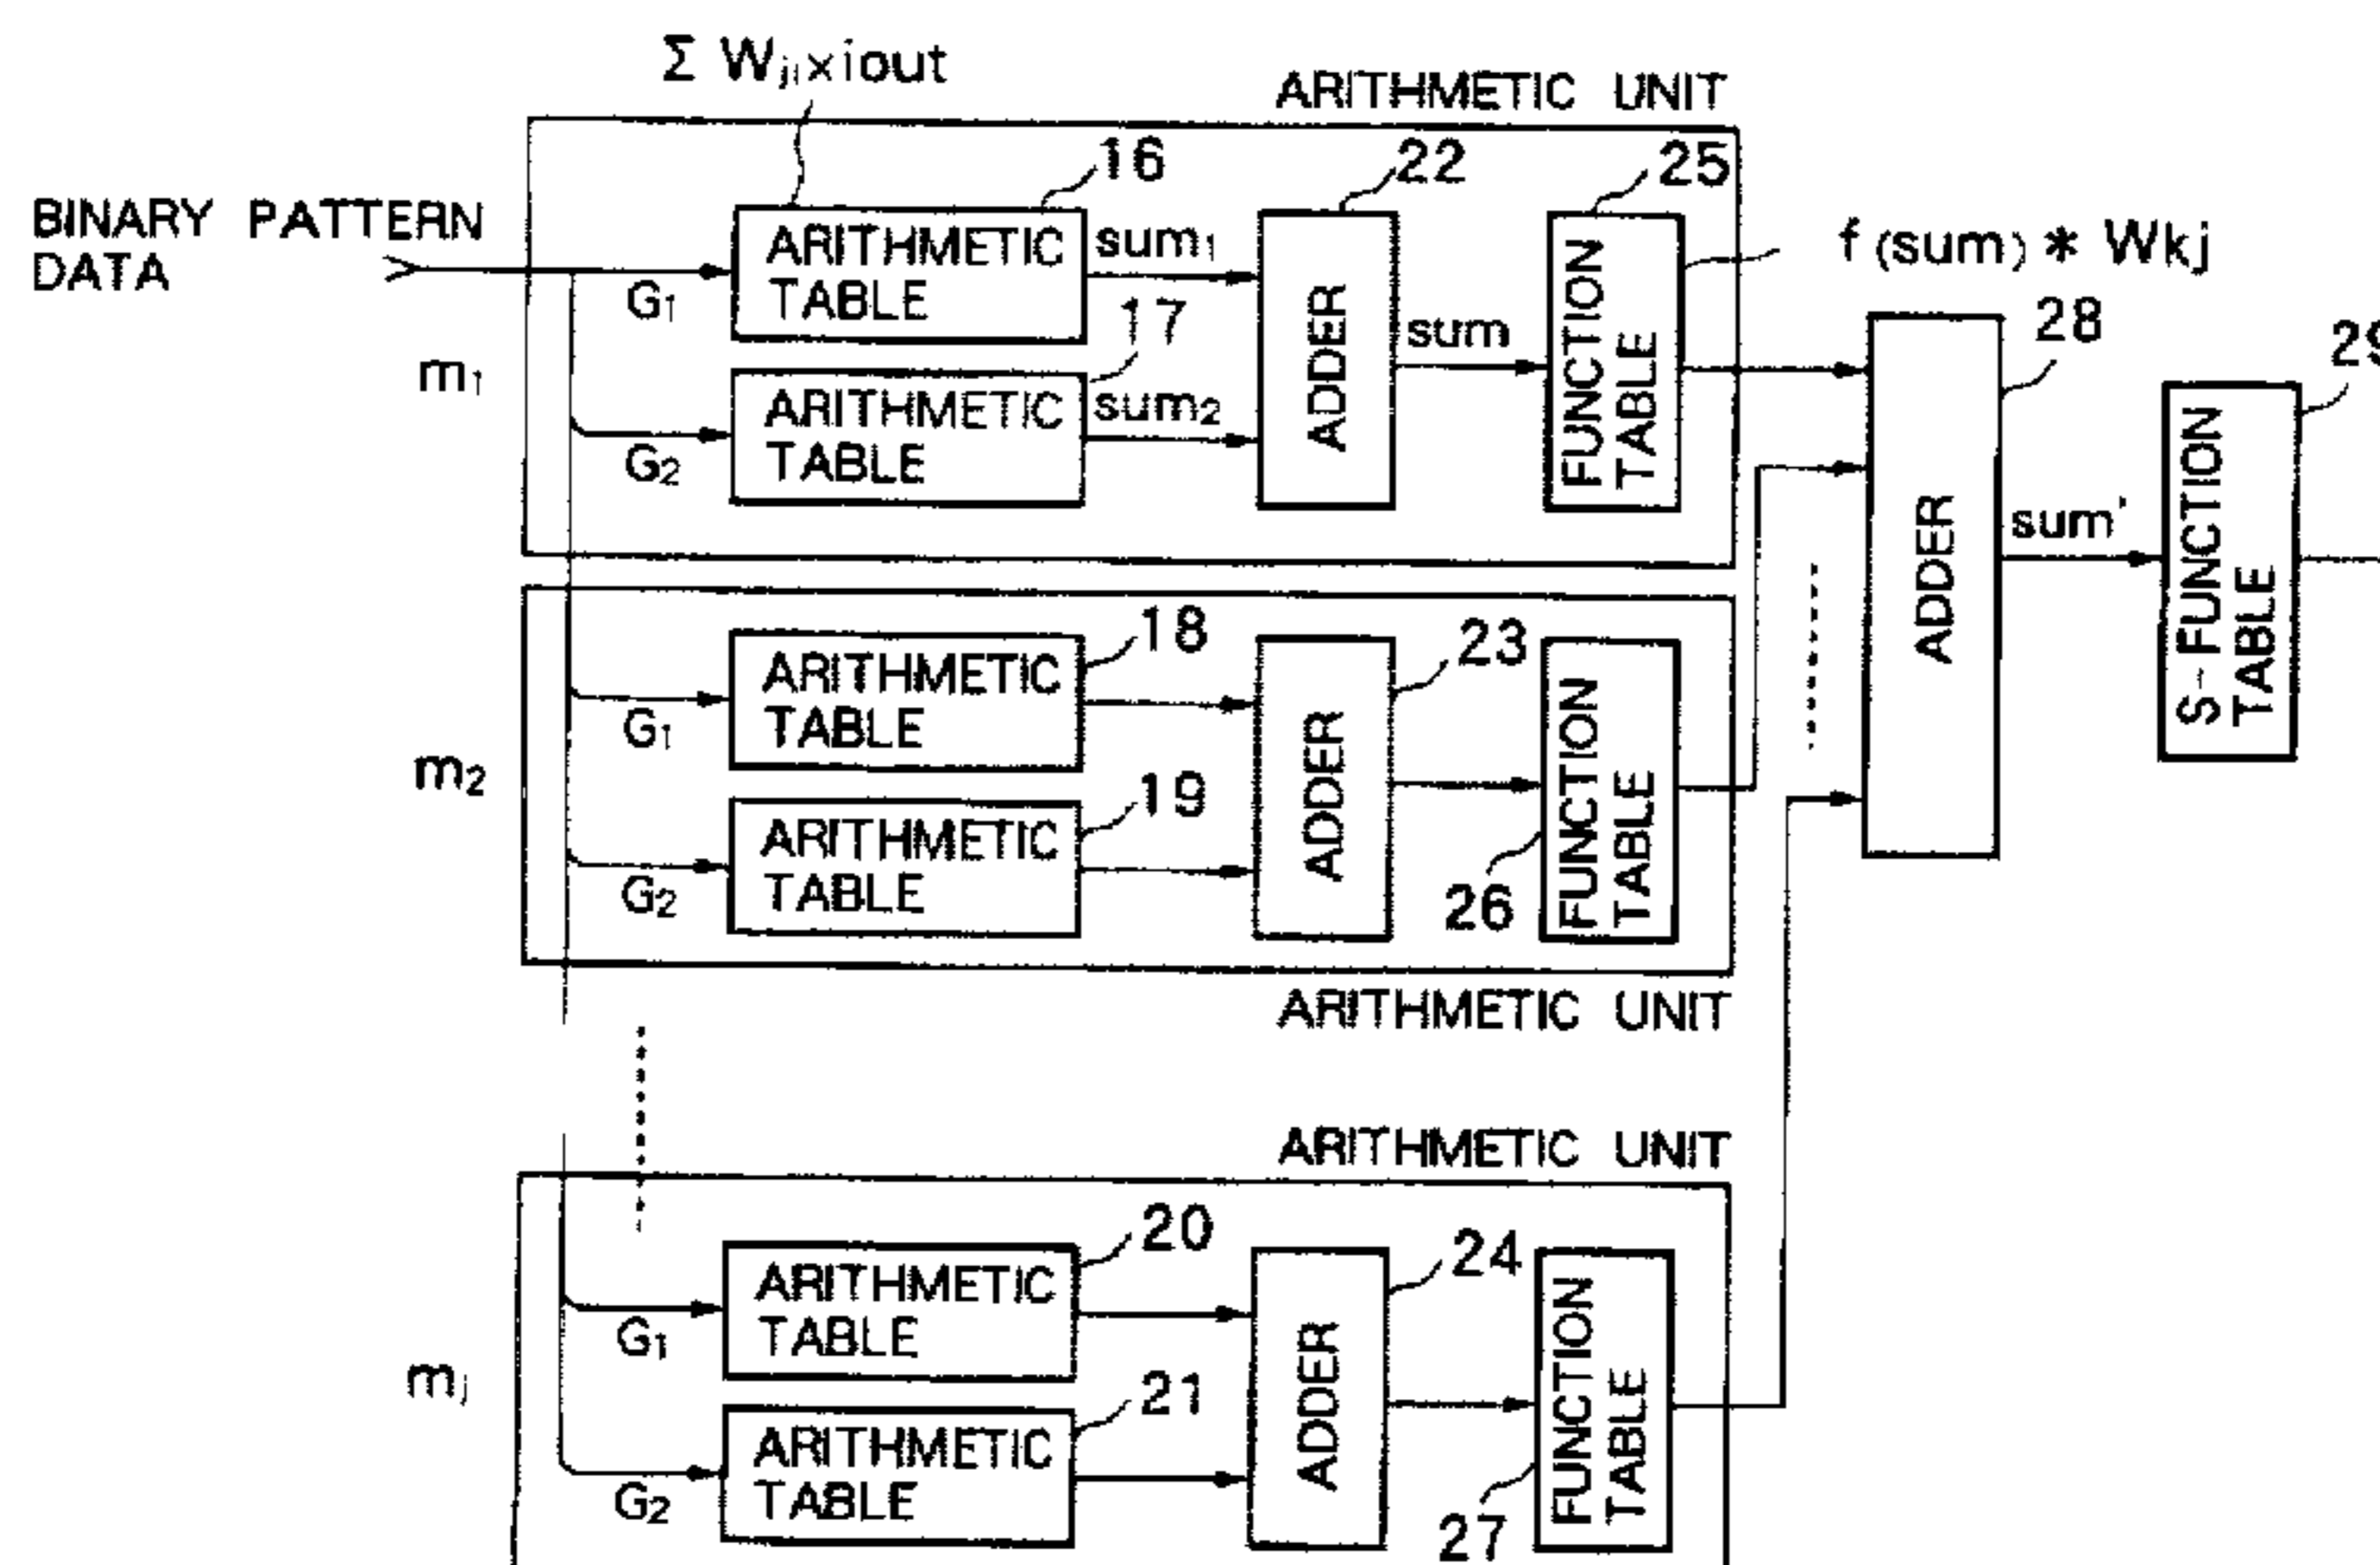 Σ Wⱼᵢ×iout
ARITHMETIC UNIT
BINARY PATTERN
DATA
m₁
G₁
ARITHMETIC
TABLE
16
sum₁
G₂
ARITHMETIC
TABLE
17
sum₂
22
ADDER
sum
25
FUNCTION
TABLE
f (sum) * Wkj
28
ADDER
sum'
29
S-FUNCTION
TABLE
m₂
G₁
ARITHMETIC
TABLE
18
G₂
ARITHMETIC
TABLE
19
23
ADDER
26
FUNCTION
TABLE
ARITHMETIC UNIT
ARITHMETIC UNIT
mⱼ
G₁
ARITHMETIC
TABLE
20
G₂
ARITHMETIC
TABLE
21
24
ADDER
27
FUNCTION
TABLE